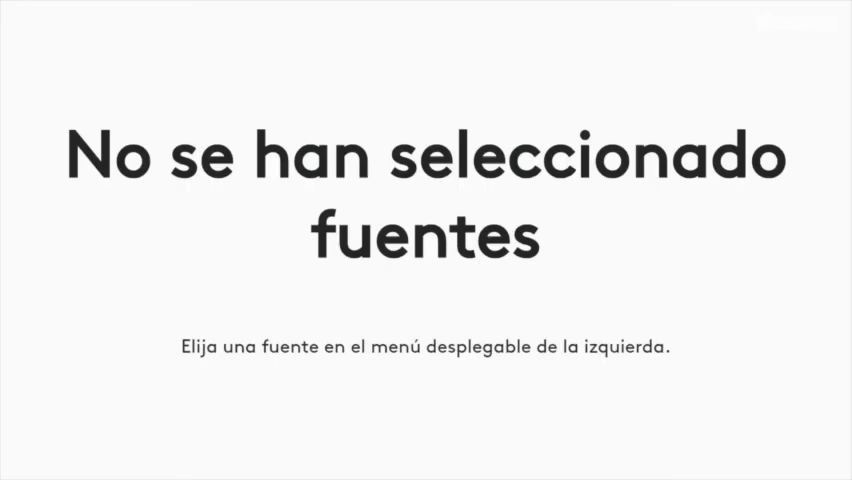 No se han seleccionado
fuentes
Elija una fuente en el menú desplegable de la izquierda.